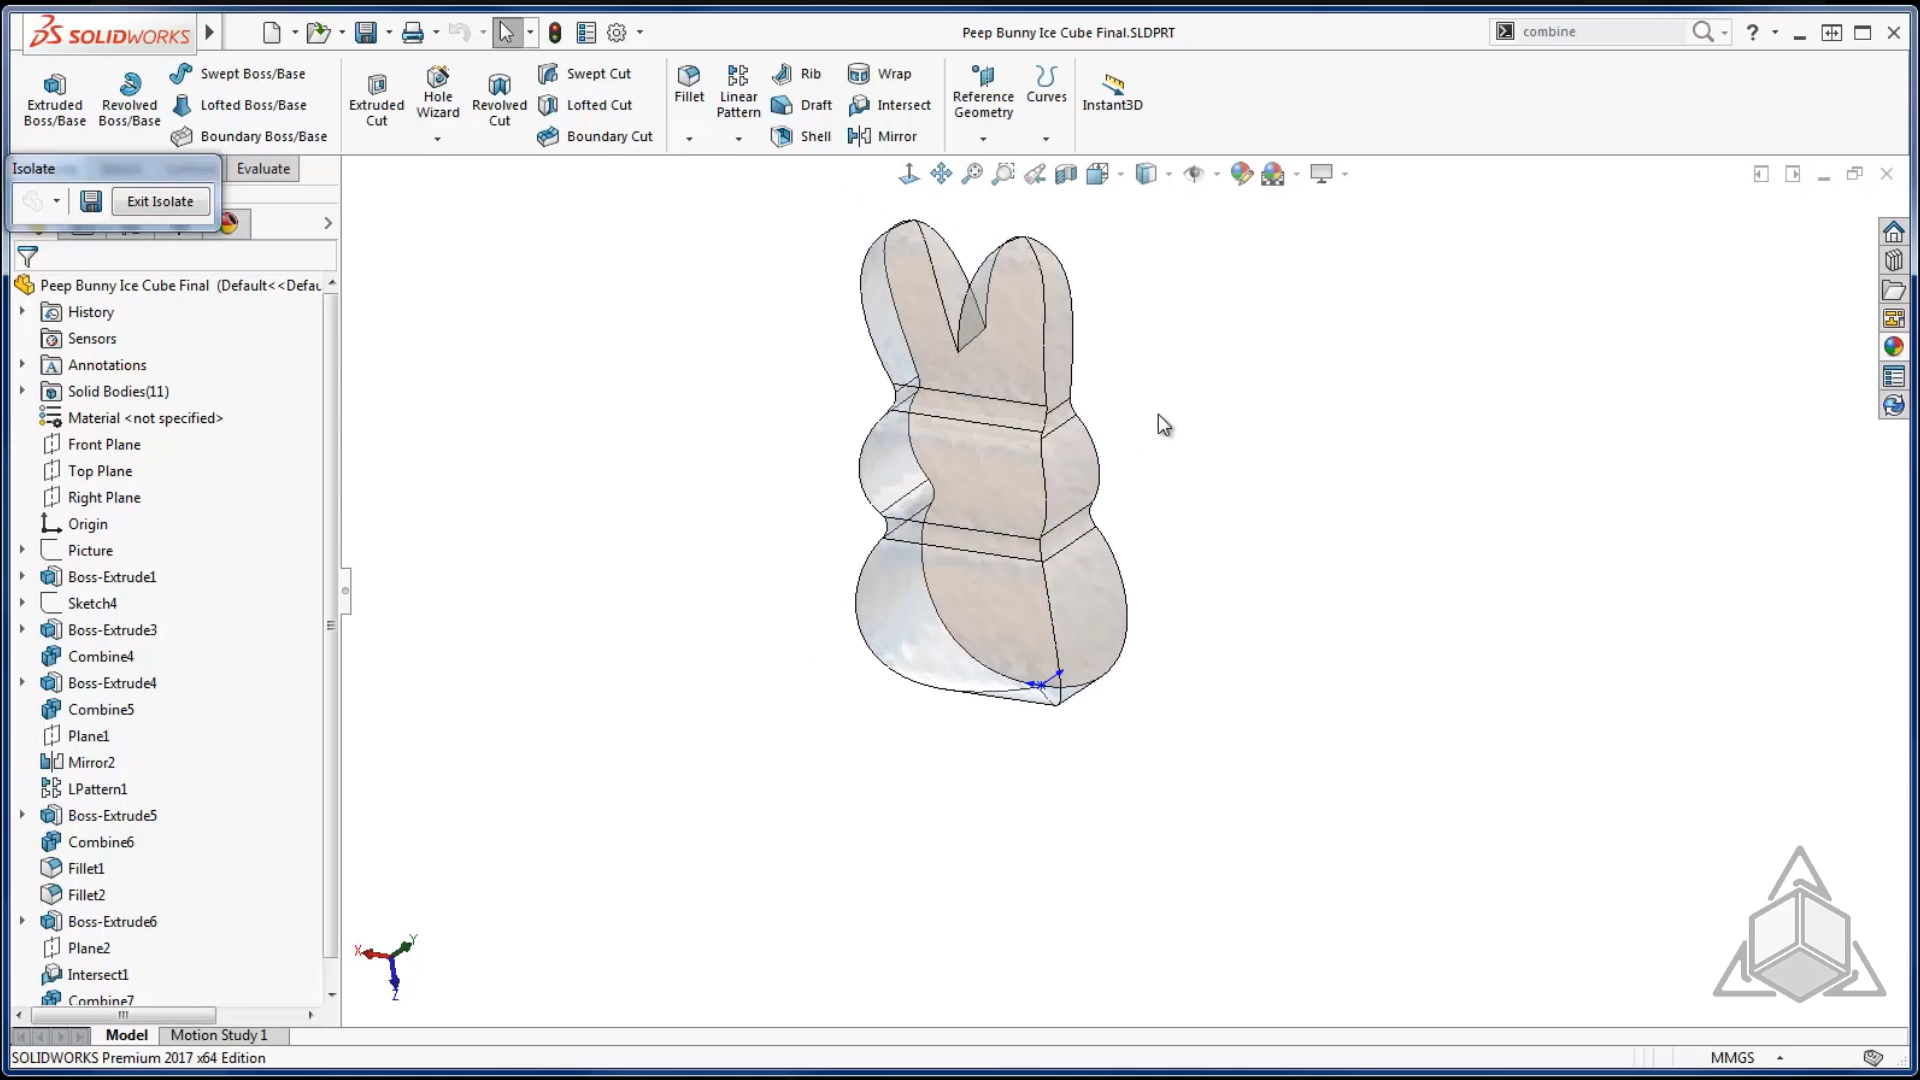 SOLIDWORKS
Peep Bunny Ice Cube Final.SLDPRT
combine
?
Extruded Boss/Base
Revolved Boss/Base
Swept Boss/Base
Lofted Boss/Base
Boundary Boss/Base
Extruded Cut
Hole Wizard
Revolved Cut
Swept Cut
Lofted Cut
Boundary Cut
Fillet
Linear Pattern
Rib
Draft
Shell
Wrap
Intersect
Mirror
Reference Geometry
Curves
Instant3D
Isolate
Evaluate
Exit Isolate
Peep Bunny Ice Cube Final (Default<<Defau
History
Sensors
Annotations
Solid Bodies(11)
Material <not specified>
Front Plane
Top Plane
Right Plane
Origin
Picture
Boss-Extrude1
Sketch4
Boss-Extrude3
Combine4
Boss-Extrude4
Combine5
Plane1
Mirror2
LPattern1
Boss-Extrude5
Combine6
Fillet1
Fillet2
Boss-Extrude6
Plane2
Intersect1
Combine7
X
Y
Z
Model
Motion Study 1
SOLIDWORKS Premium 2017 x64 Edition
MMGS